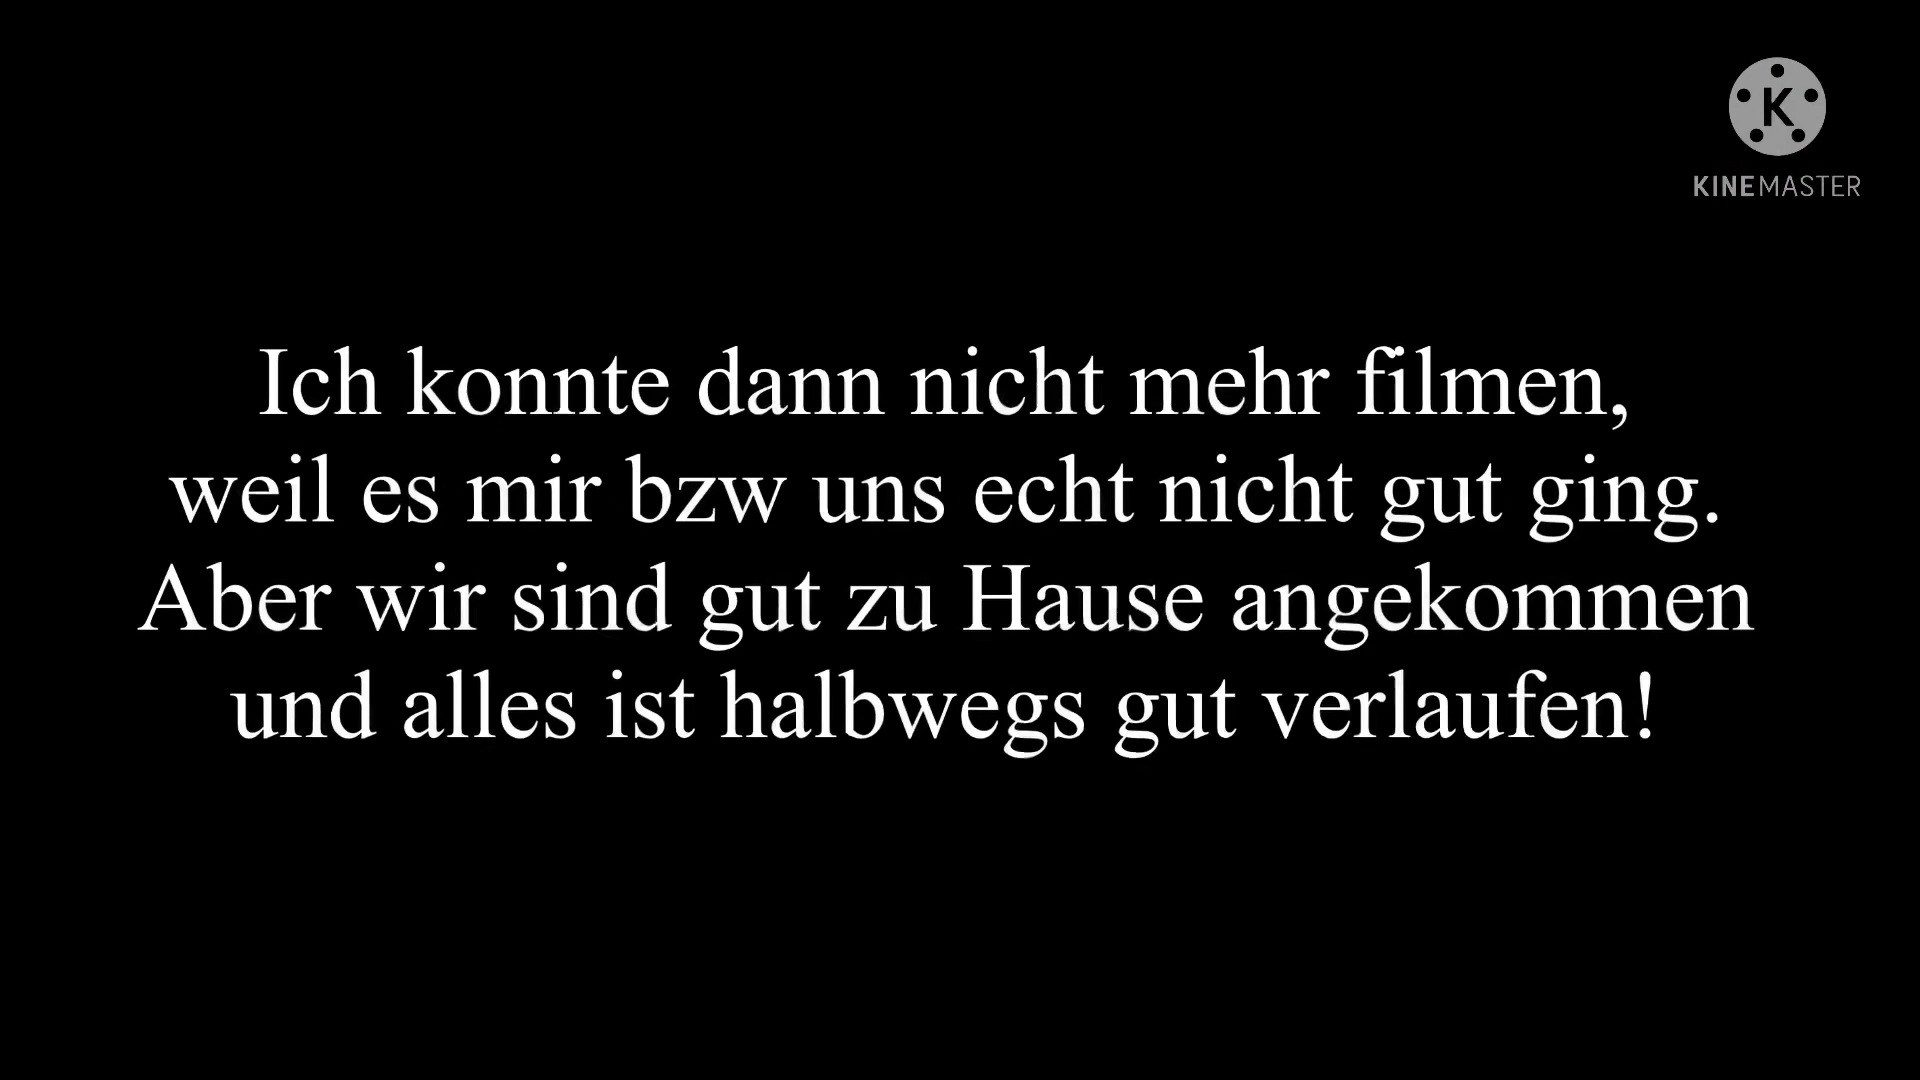 K
KINEMASTER
Ich konnte dann nicht mehr filmen,
weil es mir bzw uns echt nicht gut ging.
Aber wir sind gut zu Hause angekommen
und alles ist halbwegs gut verlaufen!